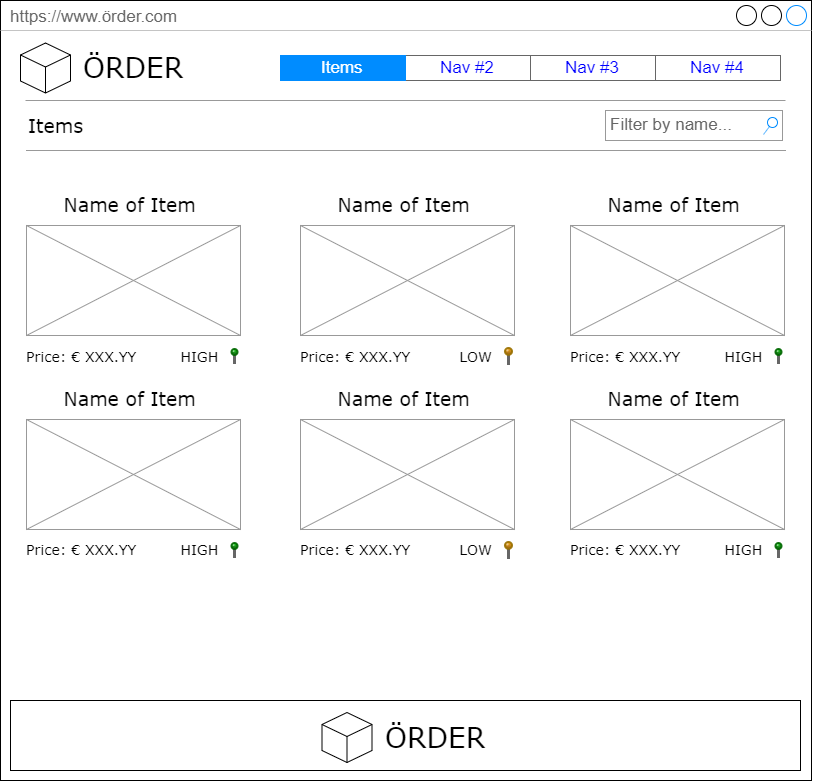 https://www.örder.com
ÖRDER
Items Nav #2 Nav #3 Nav #4
Items
Filter by name...
Name of Item Name of Item Name of Item
Price: € XXX.YY HIGH Price: € XXX.YY LOW Price: € XXX.YY HIGH
Name of Item Name of Item Name of Item
Price: € XXX.YY HIGH Price: € XXX.YY LOW Price: € XXX.YY HIGH
ÖRDER